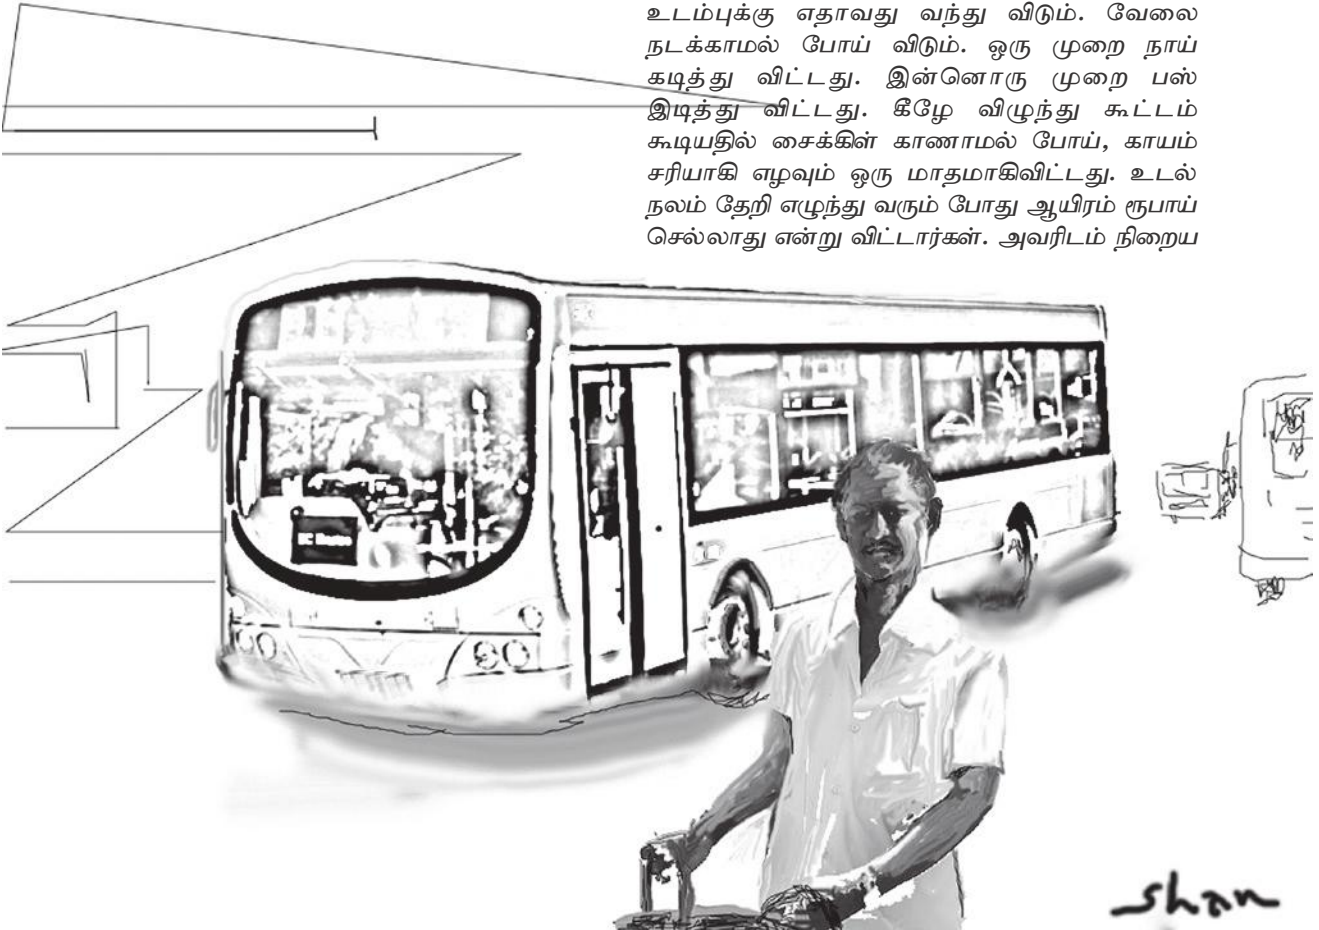 உடம்புக்கு எதாவது வந்து விடும். வேலை
நடக்காமல் போய் விடும். ஒரு முறை நாய்
கடித்து விட்டது. இன்னொரு முறை பஸ்
இடித்து விட்டது. கீழே விழுந்து கூட்டம்
கூடியதில் சைக்கிள் காணாமல் போய், காயம்
சரியாகி எழவும் ஒரு மாதமாகிவிட்டது. உடல்
நலம் தேறி எழுந்து வரும் போது ஆயிரம் ரூபாய்
செல்லாது என்று விட்டார்கள். அவரிடம் நிறைய
shan